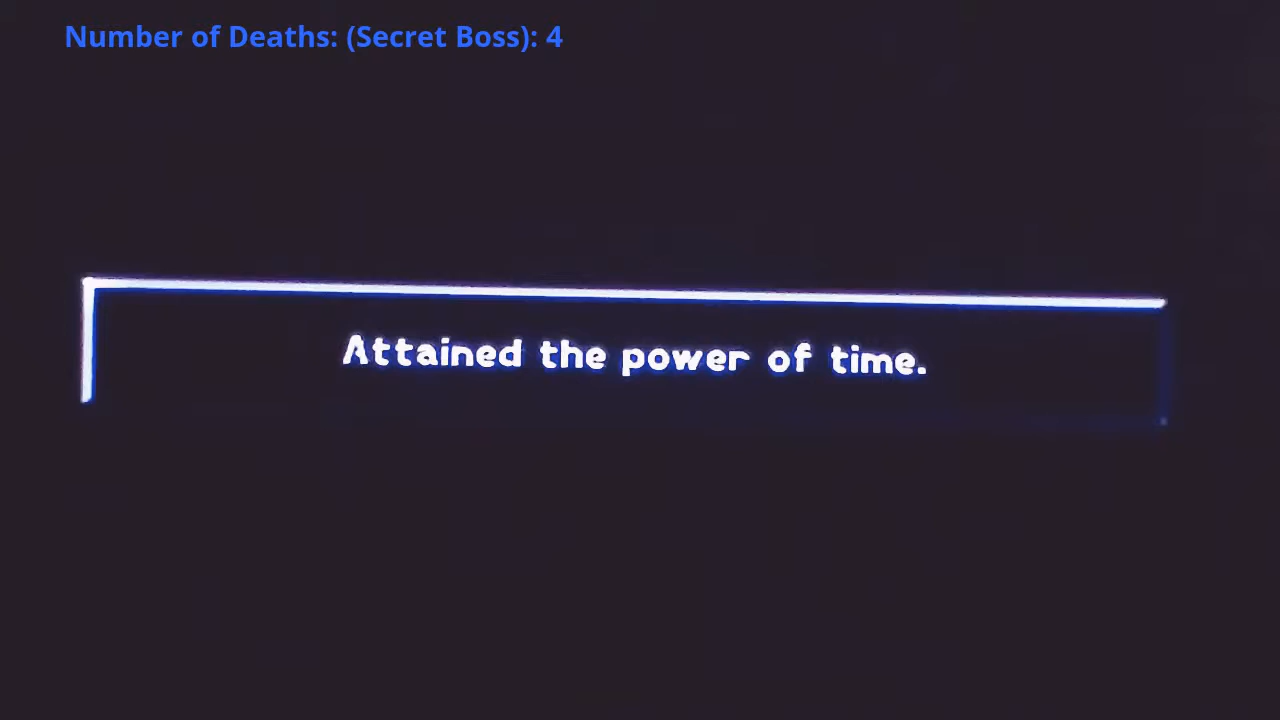 Number of Deaths: (Secret Boss): 4
Attained the power of time.